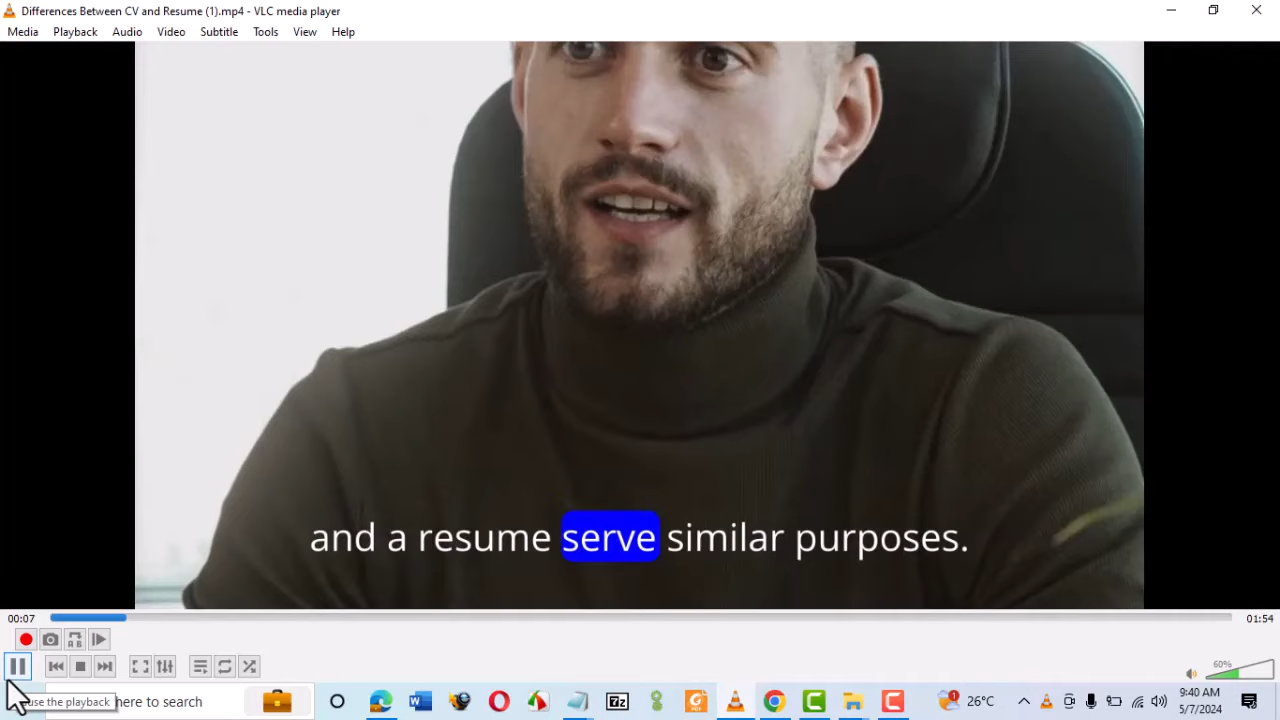 Differences Between CV and Resume (1).mp4 - VLC media player
Media Playback Audio Video Subtitle Tools View Help
and a resume serve similar purposes.
00:07
01:54
60%
use the playback
here to search
W
7z
PDF
C
C
26°C
9:40 AM
5/7/2024